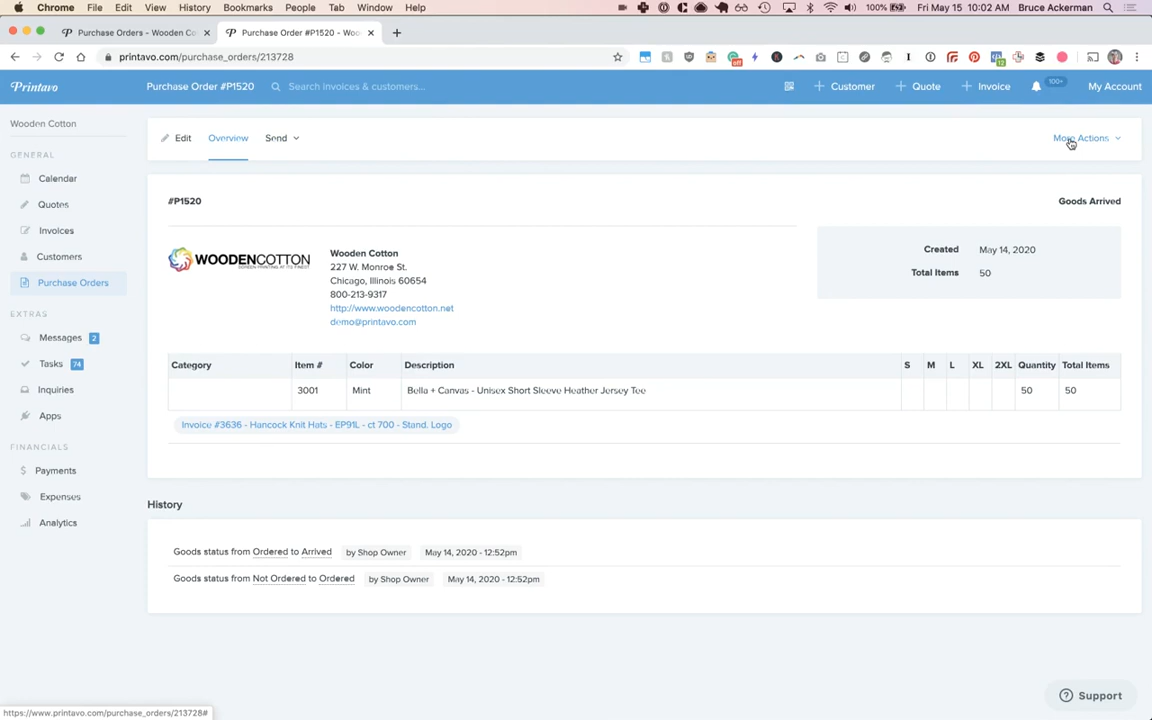 Chrome File Edit View History Bookmarks People Tab Window Help 100% Fri May 15 10:02 AM Bruce Ackerman
Purchase Orders - Wooden Co
Purchase Order #P1520 - Woo
printavo.com/purchase_orders/213728
off
12
Printavo
Purchase Order #P1520
Search invoices & customers...
Customer
Quote
Invoice
100+
My Account
Wooden Cotton
GENERAL
Calendar
Quotes
Invoices
Customers
Purchase Orders
EXTRAS
Messages 2
Tasks 74
Inquiries
Apps
FINANCIALS
Payments
Expenses
Analytics
Edit Overview Send More Actions
#P1520 Goods Arrived
WOODENCOTTON
SCREEN PRINTING AT ITS FINEST
Wooden Cotton
227 W. Monroe St.
Chicago, Illinois 60654
800-213-9317
http://www.woodencotton.net
demo@printavo.com
Created May 14, 2020
Total Items 50
Category Item # Color Description S M L XL 2XL Quantity Total Items
3001 Mint Bella + Canvas - Unisex Short Sleeve Heather Jersey Tee 50 50
Invoice #3636 - Hancock Knit Hats - EP91L - ct 700 - Stand. Logo
History
Goods status from Ordered to Arrived by Shop Owner May 14, 2020 - 12:52pm
Goods status from Not Ordered to Ordered by Shop Owner May 14, 2020 - 12:52pm
Support
https://www.printavo.com/purchase_orders/213728#